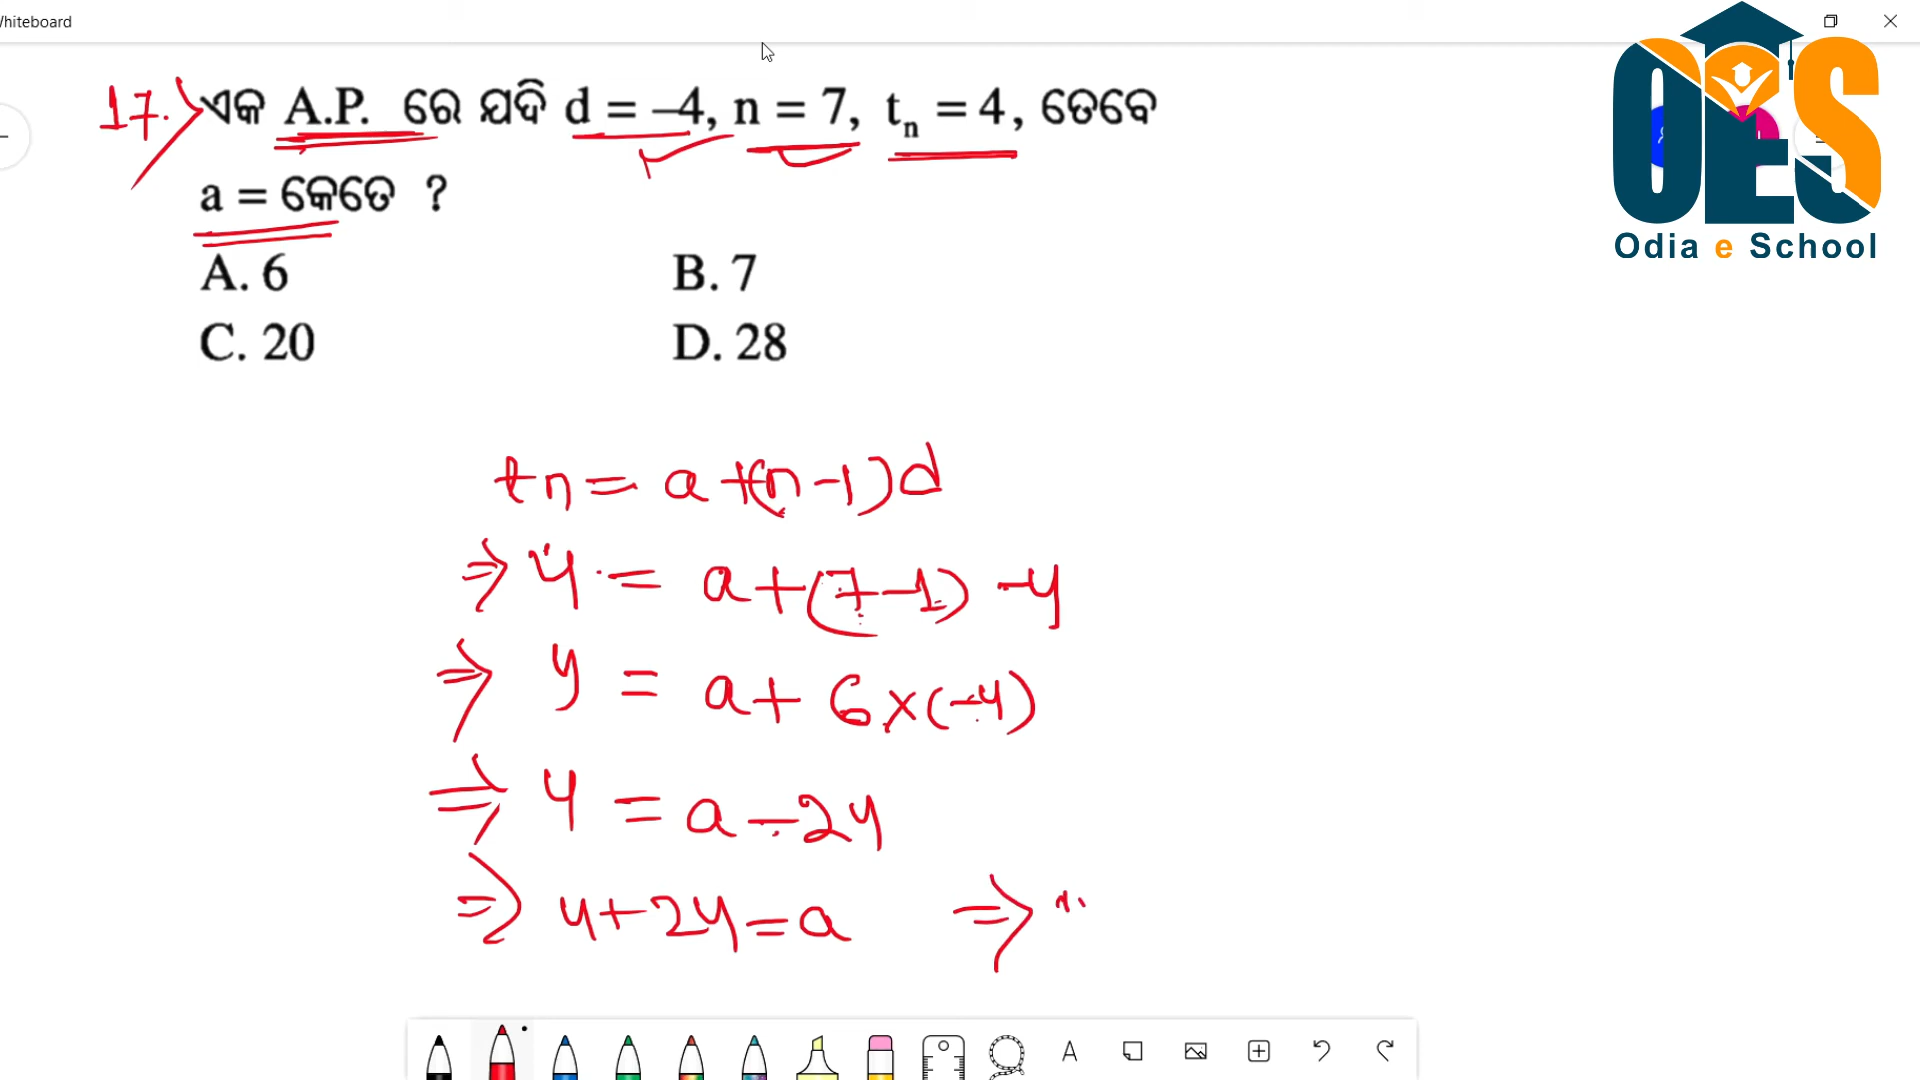 Whiteboard
17. ଏକ A.P. ରେ ଯଦି d = –4, n = 7, tn = 4, ତେବେ
a = କେତେ ?
A. 6 B. 7
C. 20 D. 28
OES
Odia e School
tn = a+(n-1)d
⇒ 4 = a+(7-1) -4
⇒ 4 = a+ 6×(-4)
⇒ 4 = a-24
⇒ 4+24=a ⇒